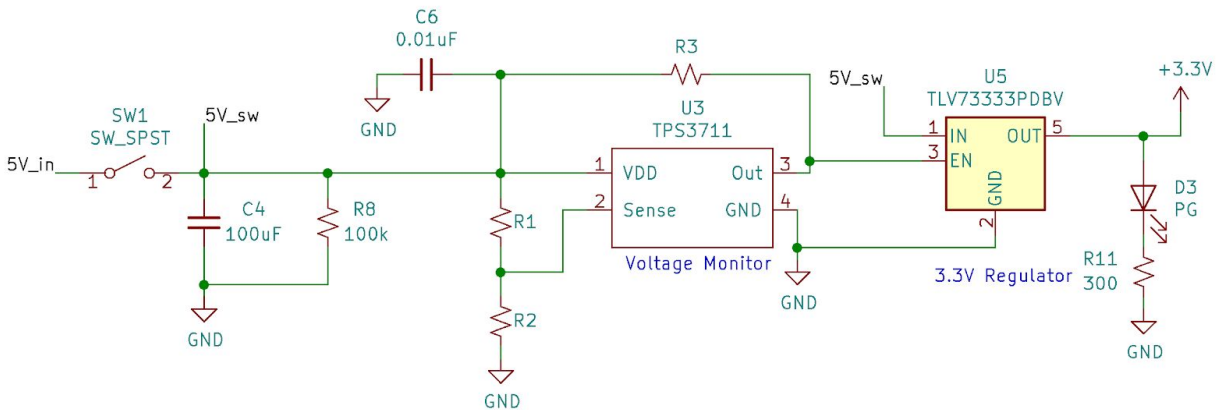 C6
0.01uF
GND
R3
5V_sw
U5
TLV73333PDBV
+3.3V
SW1
SW_SPST
5V_in
1
2
5V_sw
U3
TPS3711
1
VDD
Out
3
2
Sense
GND
4
Voltage Monitor
1
IN
OUT
5
3
EN
GND
2
3.3V Regulator
C4
100uF
R8
100k
R1
R2
D3
PG
R11
300
GND
GND
GND
GND